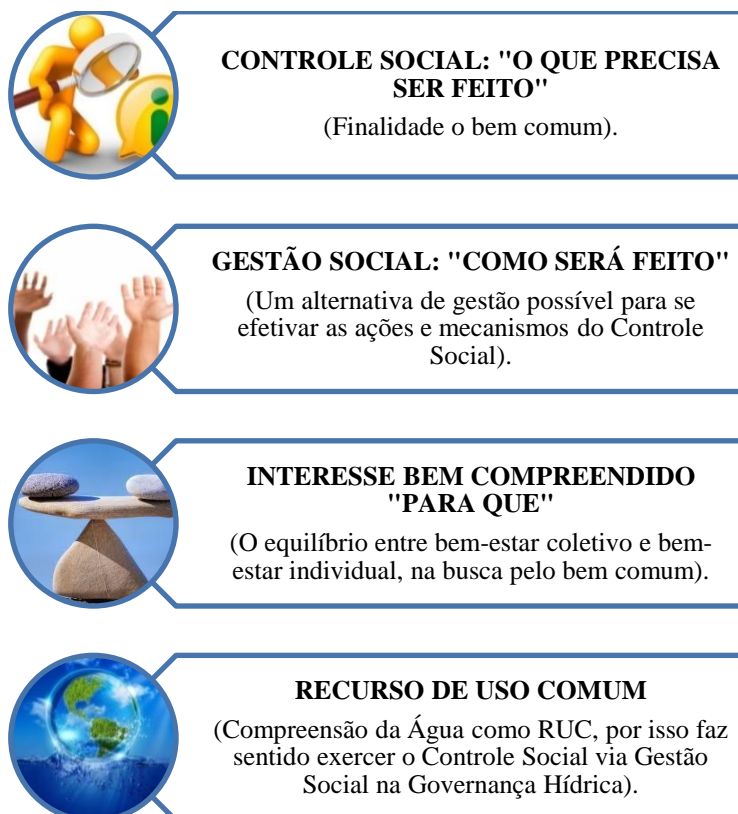 CONTROLE SOCIAL: "O QUE PRECISA
SER FEITO"
(Finalidade o bem comum).
GESTÃO SOCIAL: "COMO SERÁ FEITO"
(Um alternativa de gestão possível para se
efetivar as ações e mecanismos do Controle
Social).
INTERESSE BEM COMPREENDIDO
"PARA QUE"
(O equilíbrio entre bem-estar coletivo e bem-
estar individual, na busca pelo bem comum).
RECURSO DE USO COMUM
(Compreensão da Água como RUC, por isso faz
sentido exercer o Controle Social via Gestão
Social na Governança Hídrica).